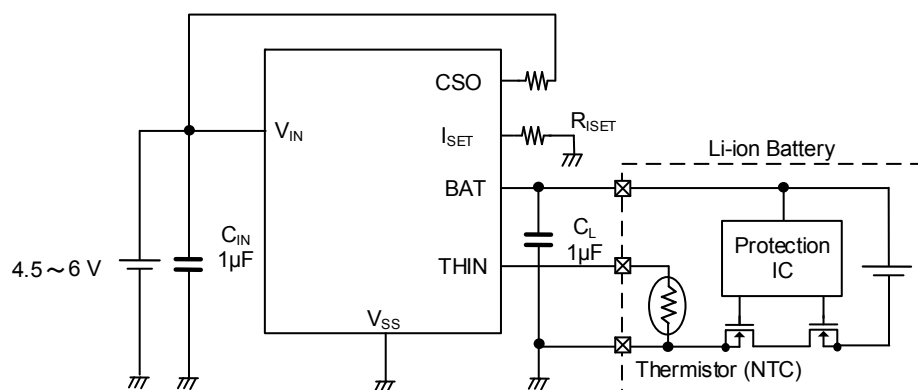 CSO
V_IN
I_SET
R_ISET
Li-ion Battery
BAT
C_IN
1µF
C_L
1µF
Protection
IC
4.5～6 V
THIN
V_SS
Thermistor (NTC)